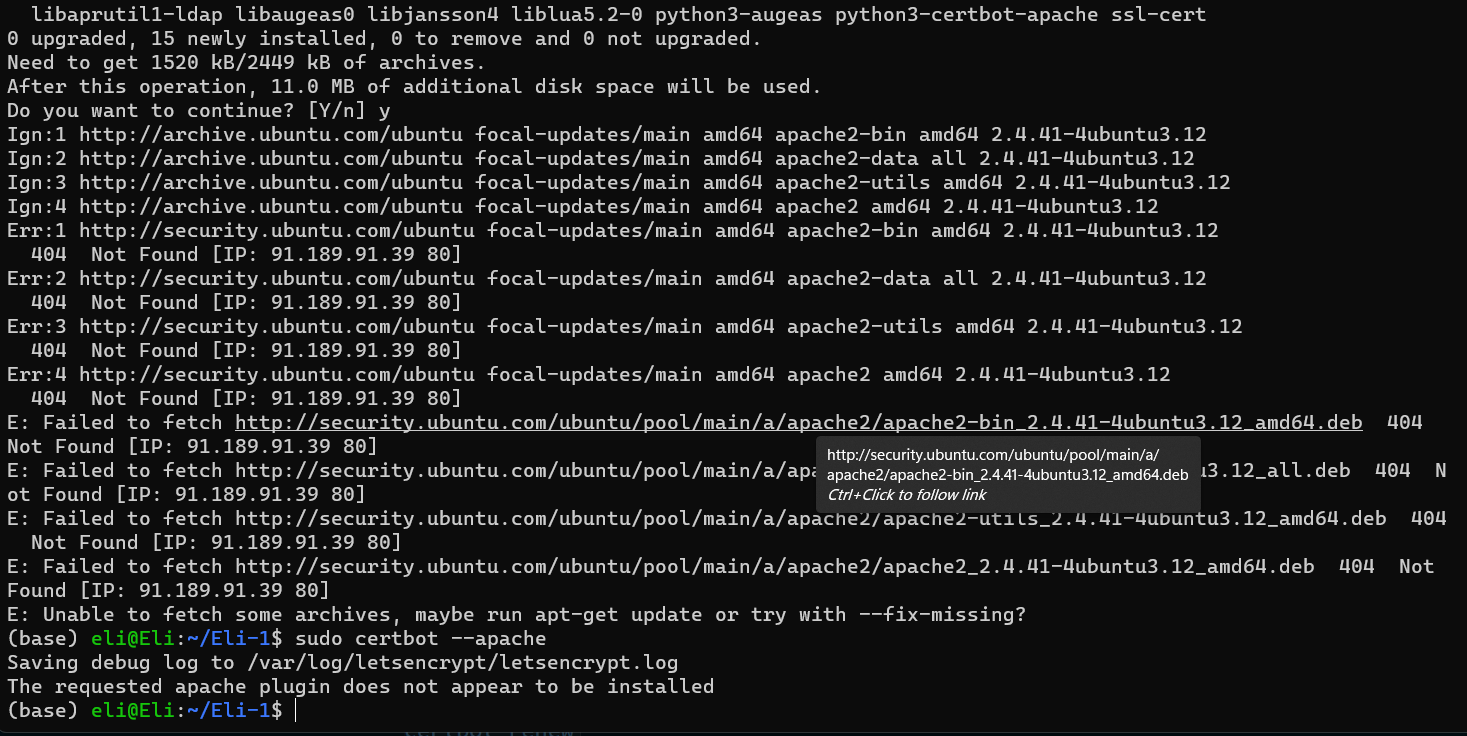 libaprutil1-ldap libaugeas0 libjansson4 liblua5.2-0 python3-augeas python3-certbot-apache ssl-cert
0 upgraded, 15 newly installed, 0 to remove and 0 not upgraded.
Need to get 1520 kB/2449 kB of archives.
After this operation, 11.0 MB of additional disk space will be used.
Do you want to continue? [Y/n] y
Ign:1 http://archive.ubuntu.com/ubuntu focal-updates/main amd64 apache2-bin amd64 2.4.41-4ubuntu3.12
Ign:2 http://archive.ubuntu.com/ubuntu focal-updates/main amd64 apache2-data all 2.4.41-4ubuntu3.12
Ign:3 http://archive.ubuntu.com/ubuntu focal-updates/main amd64 apache2-utils amd64 2.4.41-4ubuntu3.12
Ign:4 http://archive.ubuntu.com/ubuntu focal-updates/main amd64 apache2 amd64 2.4.41-4ubuntu3.12
Err:1 http://security.ubuntu.com/ubuntu focal-updates/main amd64 apache2-bin amd64 2.4.41-4ubuntu3.12
404  Not Found [IP: 91.189.91.39 80]
Err:2 http://security.ubuntu.com/ubuntu focal-updates/main amd64 apache2-data all 2.4.41-4ubuntu3.12
404  Not Found [IP: 91.189.91.39 80]
Err:3 http://security.ubuntu.com/ubuntu focal-updates/main amd64 apache2-utils amd64 2.4.41-4ubuntu3.12
404  Not Found [IP: 91.189.91.39 80]
Err:4 http://security.ubuntu.com/ubuntu focal-updates/main amd64 apache2 amd64 2.4.41-4ubuntu3.12
404  Not Found [IP: 91.189.91.39 80]
E: Failed to fetch http://security.ubuntu.com/ubuntu/pool/main/a/apache2/apache2-bin_2.4.41-4ubuntu3.12_amd64.deb  404
Not Found [IP: 91.189.91.39 80]
http://security.ubuntu.com/ubuntu/pool/main/a/
apache2/apache2-bin_2.4.41-4ubuntu3.12_amd64.deb
Ctrl+Click to follow link
E: Failed to fetch http://security.ubuntu.com/ubuntu/pool/main/a/apa u3.12_all.deb  404  N
ot Found [IP: 91.189.91.39 80]
E: Failed to fetch http://security.ubuntu.com/ubuntu/pool/main/a/apache2/apache2-utils_2.4.41-4ubuntu3.12_amd64.deb  404
Not Found [IP: 91.189.91.39 80]
E: Failed to fetch http://security.ubuntu.com/ubuntu/pool/main/a/apache2/apache2_2.4.41-4ubuntu3.12_amd64.deb  404  Not
Found [IP: 91.189.91.39 80]
E: Unable to fetch some archives, maybe run apt-get update or try with --fix-missing?
(base) eli@Eli:~/Eli-1$ sudo certbot --apache
Saving debug log to /var/log/letsencrypt/letsencrypt.log
The requested apache plugin does not appear to be installed
(base) eli@Eli:~/Eli-1$